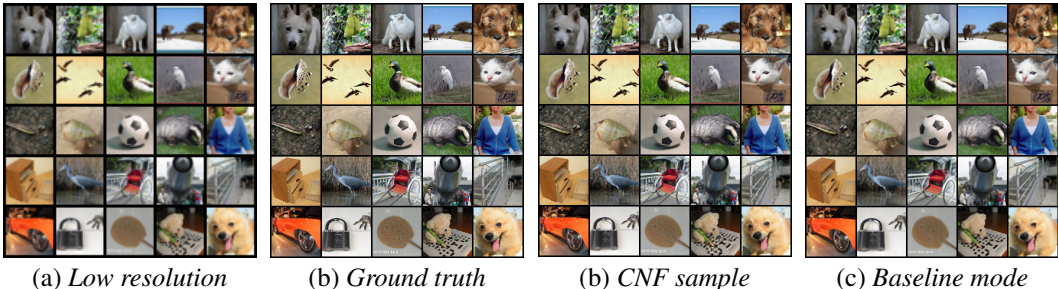 (a) Low resolution
(b) Ground truth
(b) CNF sample
(c) Baseline mode